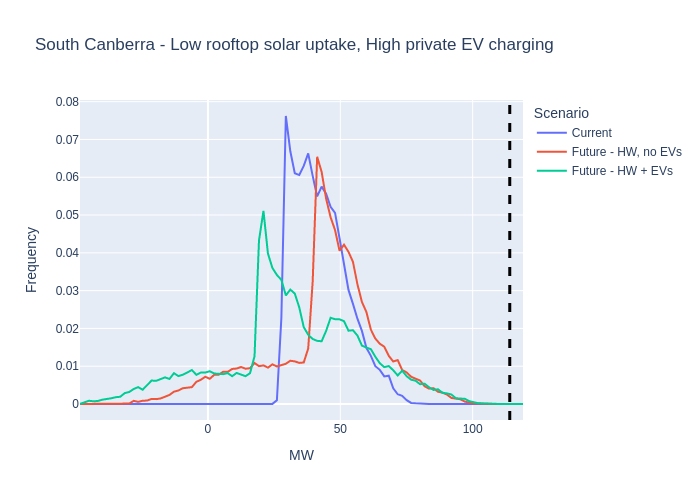 South Canberra - Low rooftop solar uptake, High private EV charging
Scenario
Current
Future - HW, no EVs
Future - HW + EVs
Frequency
0.08
0.07
0.06
0.05
0.04
0.03
0.02
0.01
0
0
50
100
MW